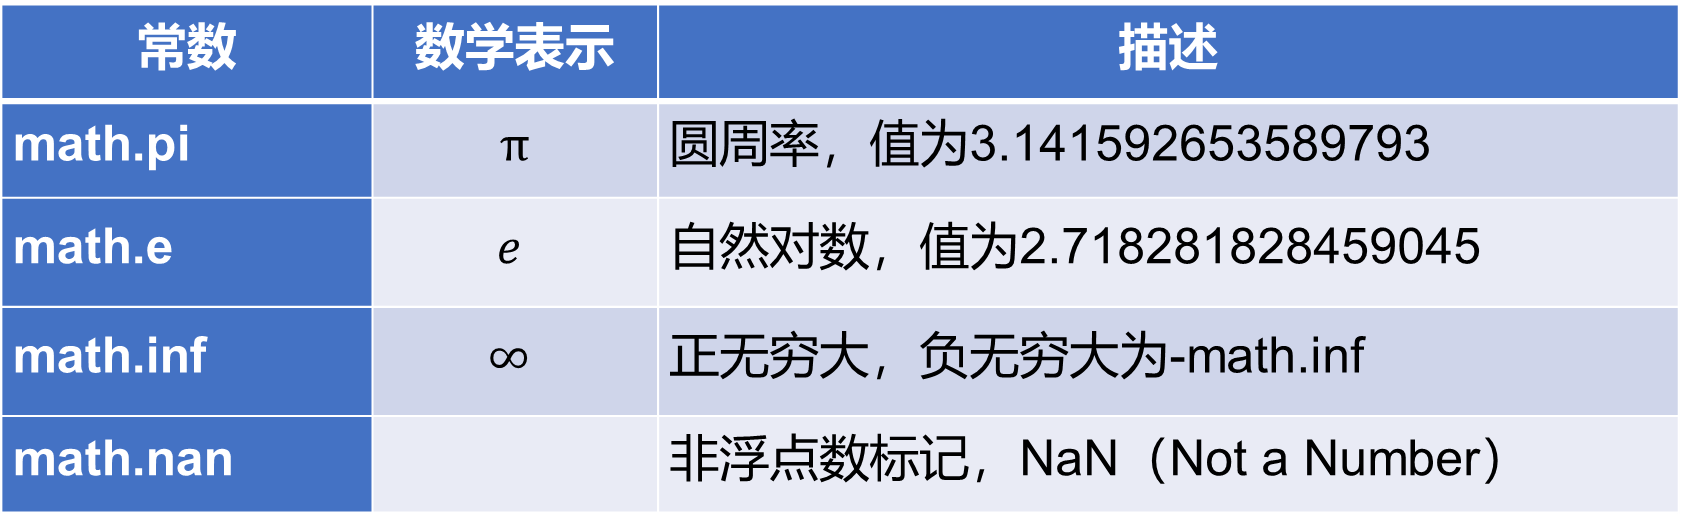 常数 数学表示 描述
math.pi π 圆周率，值为3.141592653589793
math.e e 自然对数，值为2.718281828459045
math.inf ∞ 正无穷大，负无穷大为-math.inf
math.nan 非浮点数标记，NaN（Not a Number）